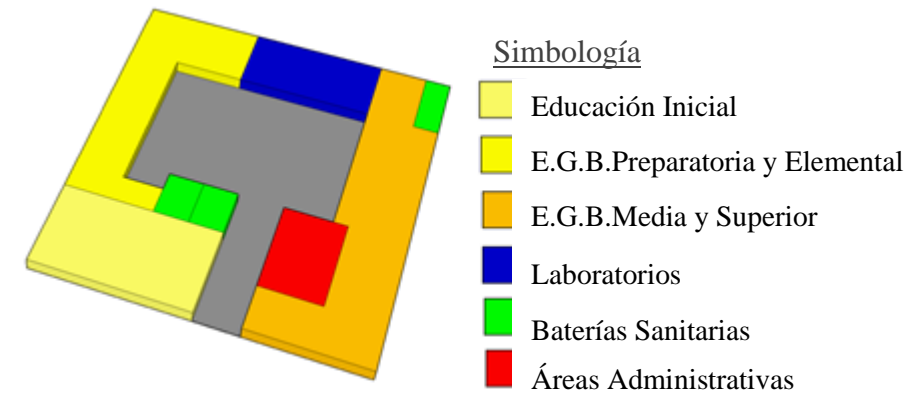 Simbología
Educación Inicial
E.G.B.Preparatoria y Elemental
E.G.B.Media y Superior
Laboratorios
Baterías Sanitarias
Áreas Administrativas